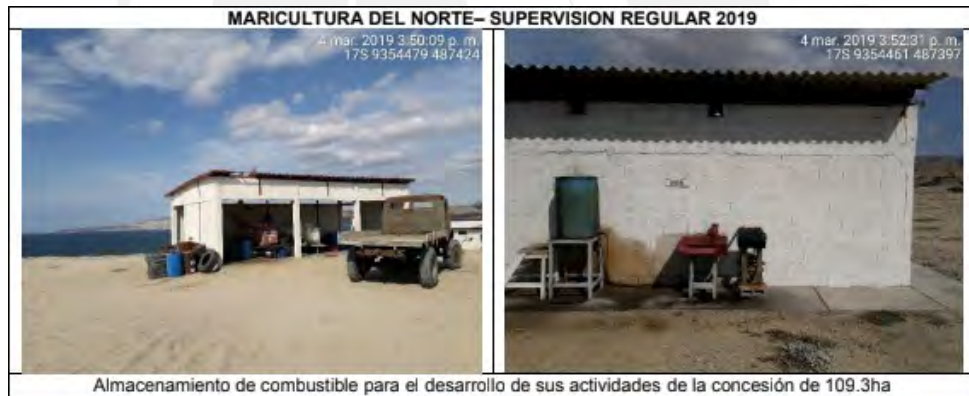 MARICULTURA DEL NORTE– SUPERVISION REGULAR 2019
4 mar. 2019 3:50:09 p. m.
17S 9354479 487424
4 mar. 2019 3:52:31 p. m.
17S 9354461 487397
Almacenamiento de combustible para el desarrollo de sus actividades de la concesión de 109.3ha